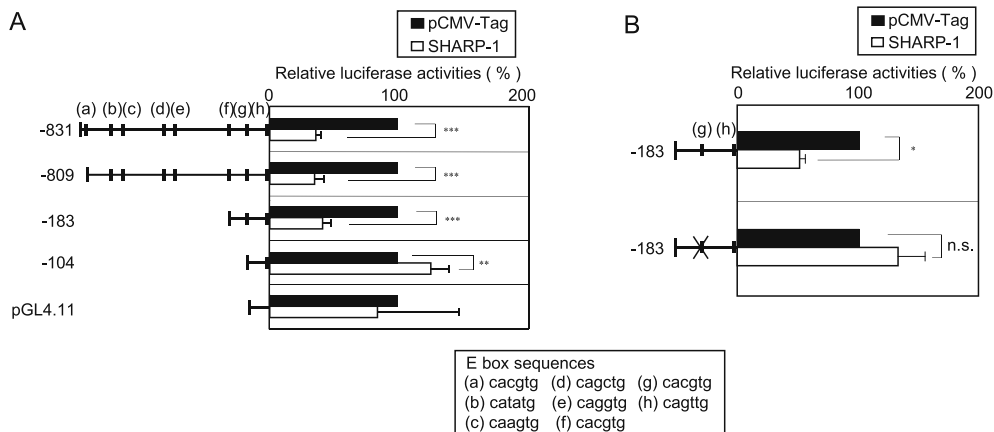 A
pCMV-Tag
SHARP-1
Relative luciferase activities ( % )
0 100 200
(a) (b) (c) (d) (e) (f) (g) (h)
-831
***
-809
***
-183
***
-104
**
pGL4.11
B
pCMV-Tag
SHARP-1
Relative luciferase activities ( % )
0 100 200
(g) (h)
-183
*
-183
n.s.
E box sequences
(a) cacgtg (d) cagctg (g) cacgtg
(b) catatg (e) caggtg (h) cagttg
(c) caagtg (f) cacgtg